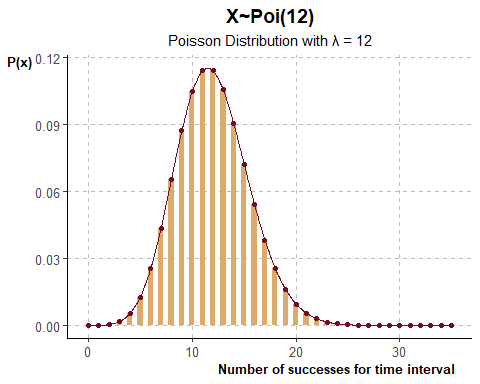 X~Poi(12)
Poisson Distribution with λ = 12
P(x)
0.12
0.09
0.06
0.03
0.00
0 10 20 30
Number of successes for time interval